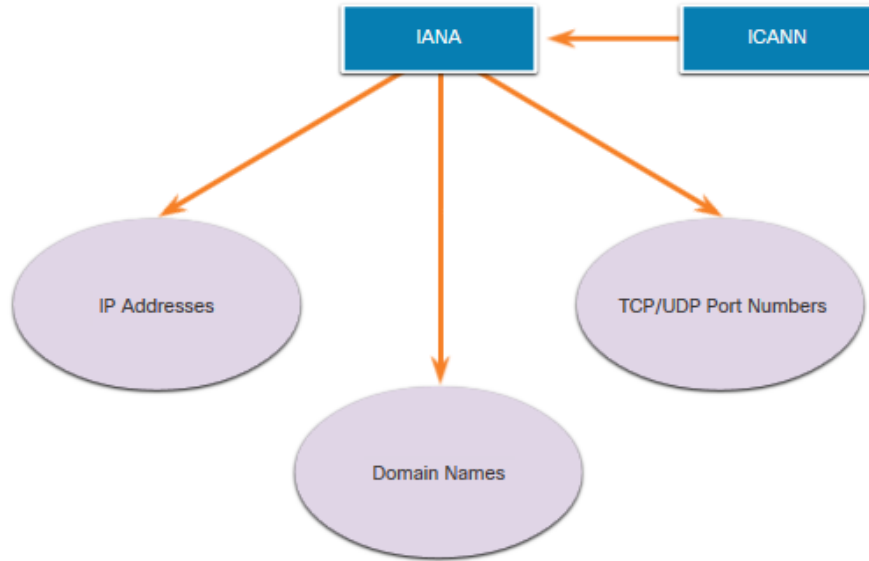 IANA
ICANN
IP Addresses
TCP/UDP Port Numbers
Domain Names